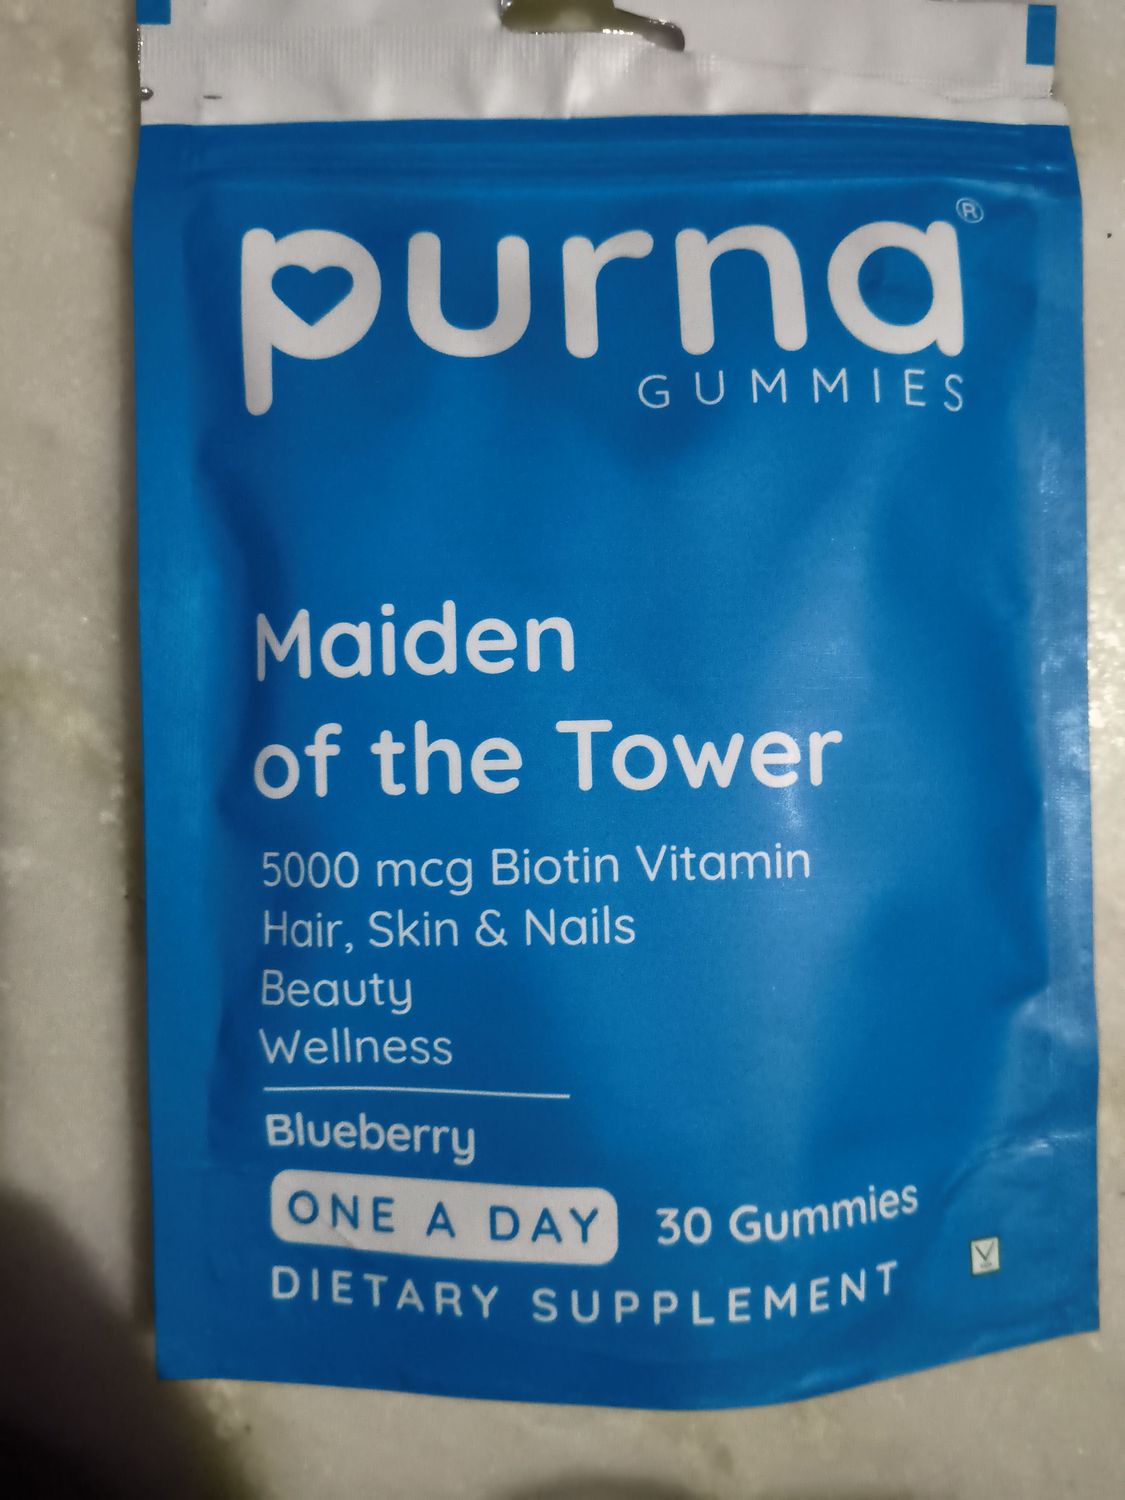 purna®
GUMMIES
Maiden
of the Tower
5000 mcg Biotin Vitamin
Hair, Skin & Nails
Beauty
Wellness
Blueberry
ONE A DAY 30 Gummies
DIETARY SUPPLEMENT